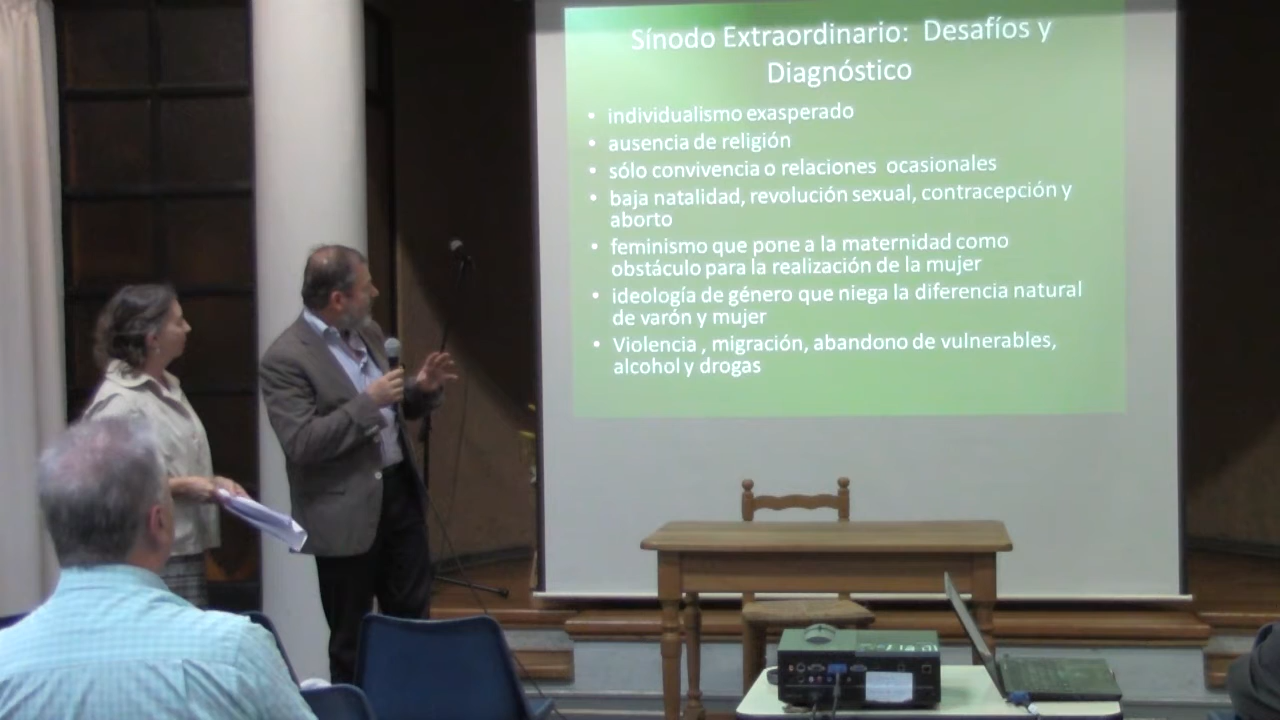 Sínodo Extraordinario: Desafíos y
Diagnóstico
• individualismo exasperado
• ausencia de religión
• sólo convivencia o relaciones ocasionales
• baja natalidad, revolución sexual, contracepción y
aborto
• feminismo que pone a la maternidad como
obstáculo para la realización de la mujer
• ideología de género que niega la diferencia natural
de varón y mujer
• Violencia , migración, abandono de vulnerables,
alcohol y drogas